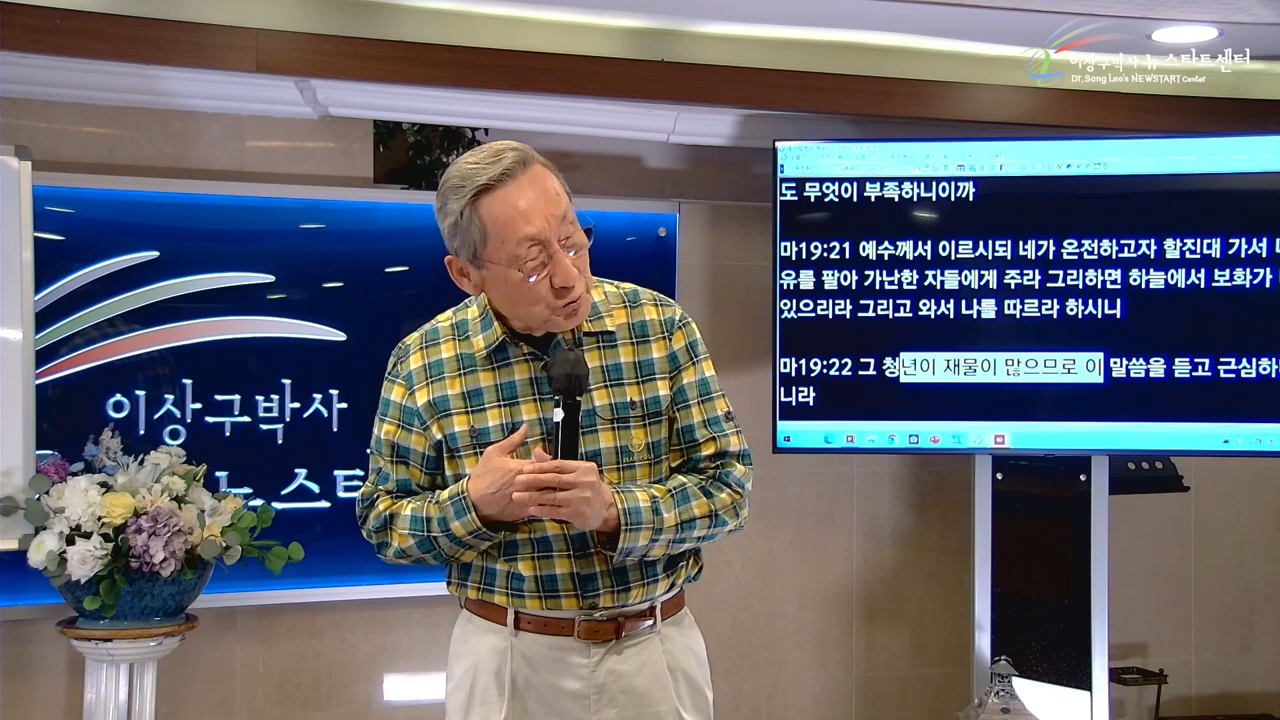 이상구박사 뉴스타트센터
Dr. Sang Lee's NEWSTART Center
이상구박사
뉴스타
도 무엇이 부족하니이까
마19:21 예수께서 이르시되 네가 온전하고자 할진대 가서
유를 팔아 가난한 자들에게 주라 그리하면 하늘에서 보화가
있으리라 그리고 와서 나를 따르라 하시니
마19:22 그 청년이 재물이 많으므로 이 말씀을 듣고 근심하
니라